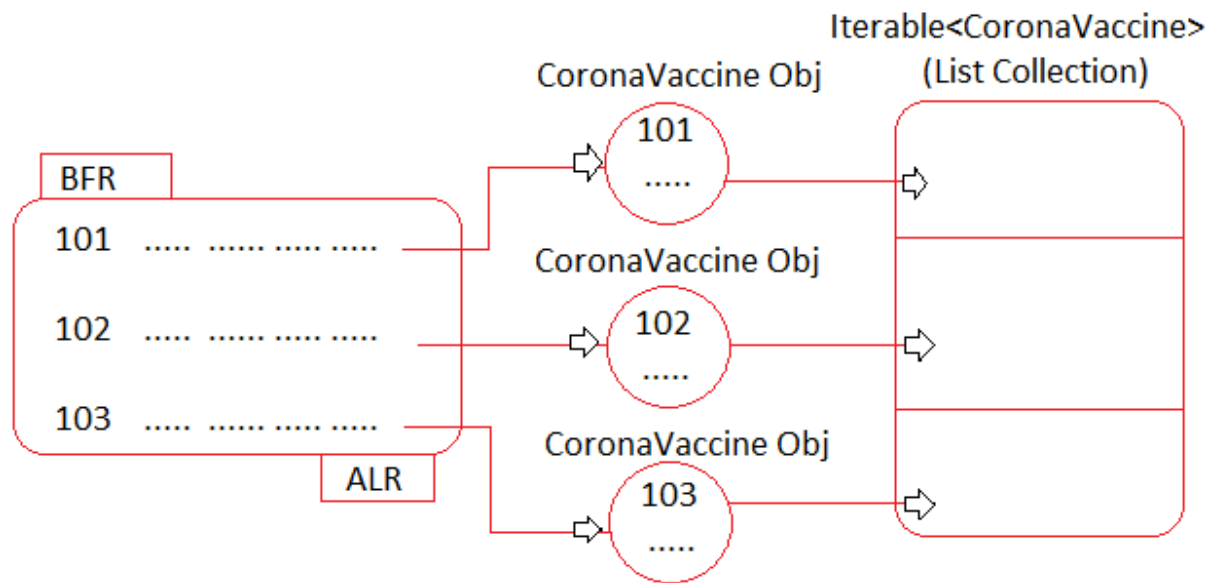 Iterable<CoronaVaccine>
(List Collection)
CoronaVaccine Obj
101
.....
BFR
101 ..... ...... ..... .....
102 ..... ...... ..... .....
103 ..... ...... ..... .....
ALR
CoronaVaccine Obj
102
.....
CoronaVaccine Obj
103
.....